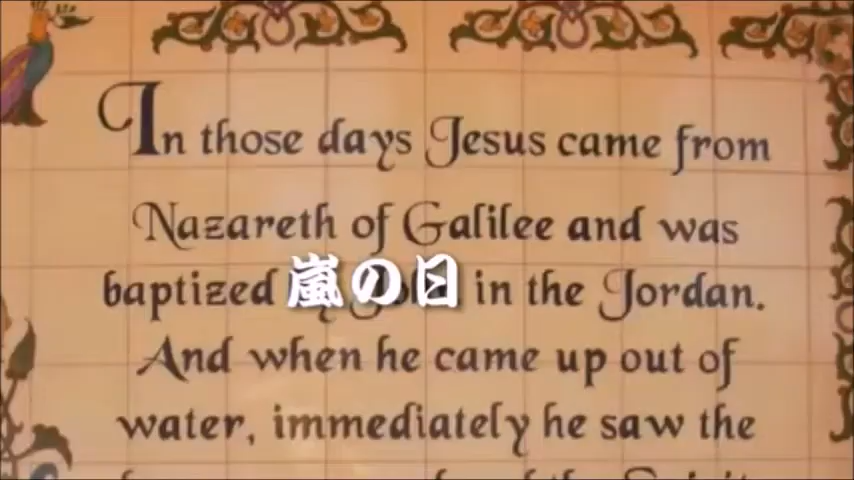 In those days Jesus came from
Nazareth of Galilee and was
baptized in the Jordan.
嵐の日
And when he came up out of
water, immediately he saw the